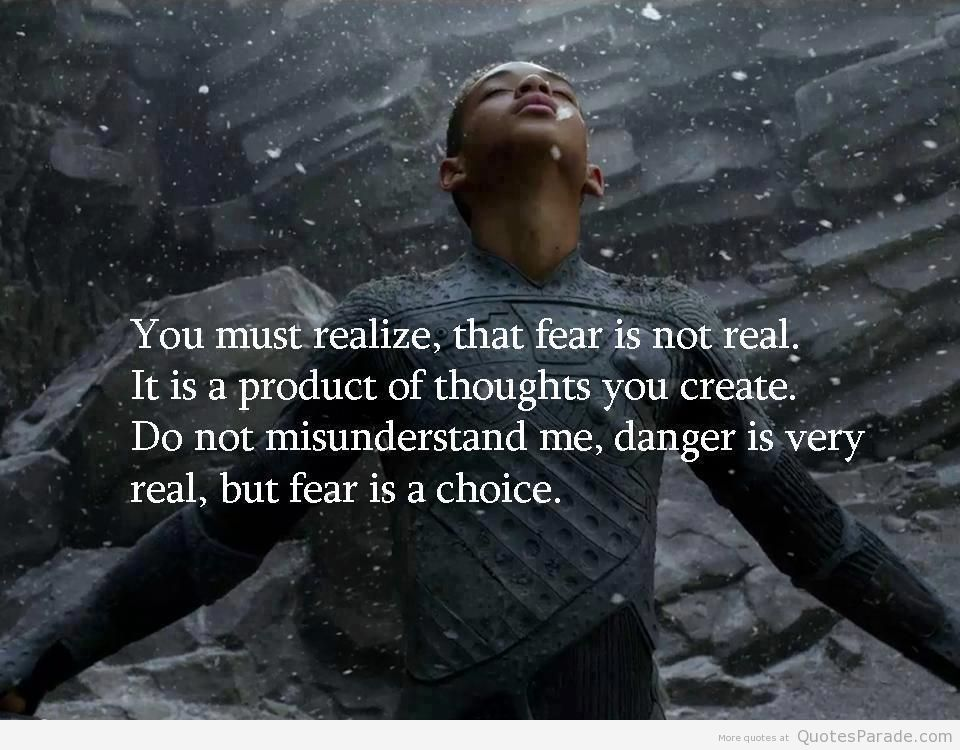 You must realize, that fear is not real.
It is a product of thoughts you create.
Do not misunderstand me, danger is very
real, but fear is a choice.
More quotes at QuotesParade.com